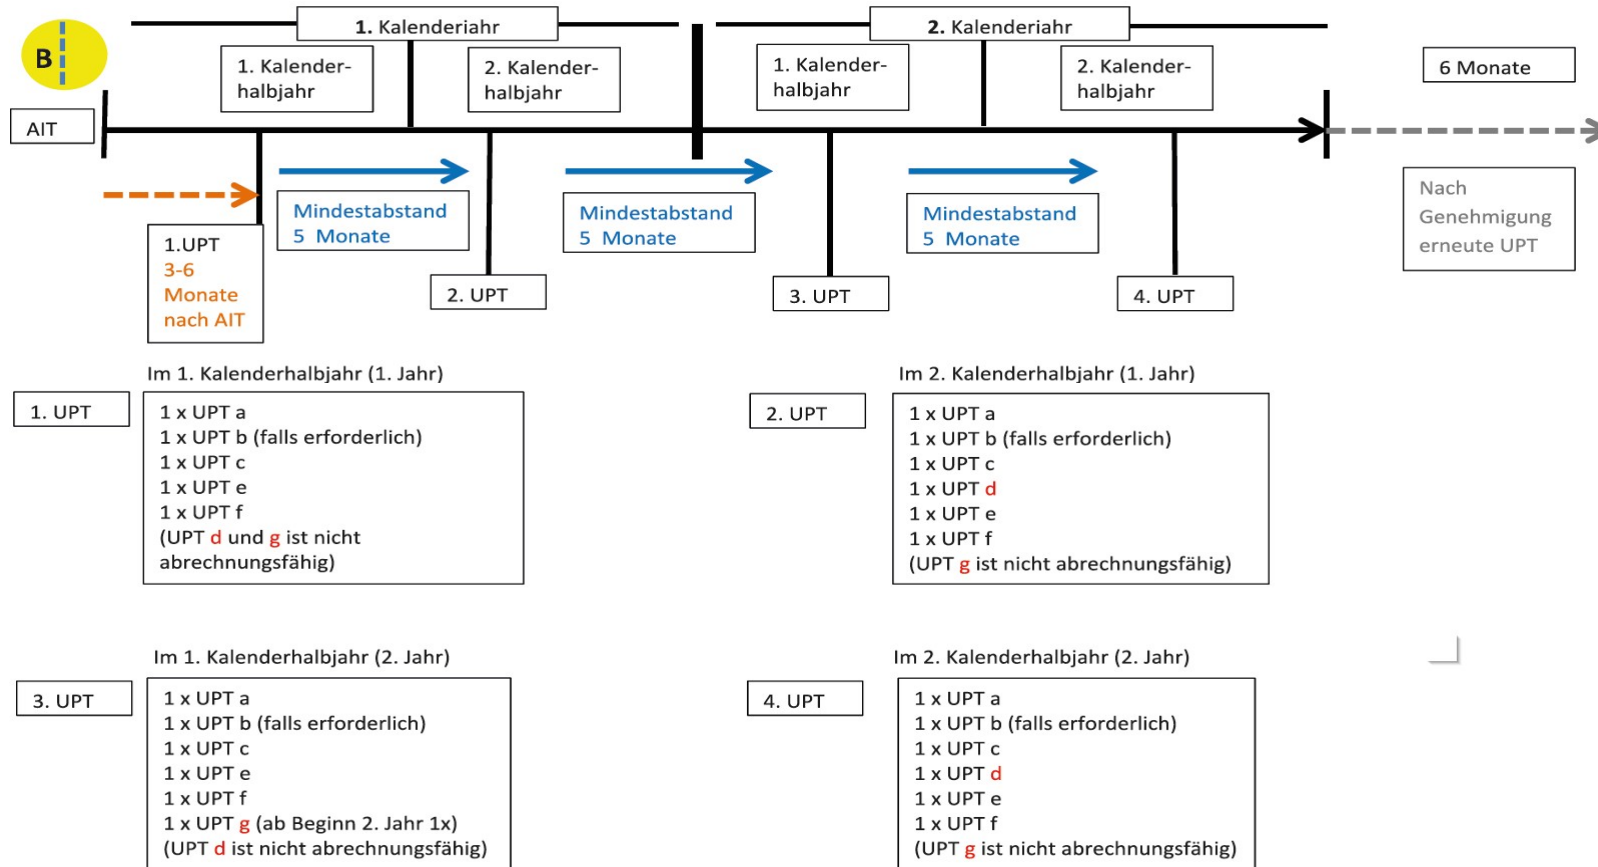 B
1. Kalenderiahr
2. Kalenderiahr
1. Kalender-
halbjahr
2. Kalender-
halbjahr
1. Kalender-
halbjahr
2. Kalender-
halbjahr
6 Monate
AIT
Mindestabstand
5 Monate
Mindestabstand
5 Monate
Mindestabstand
5 Monate
Nach
Genehmigung
erneute UPT
1.UPT
3-6
Monate
nach AIT
2. UPT
3. UPT
4. UPT
Im 1. Kalenderhalbjahr (1. Jahr)
1. UPT
1 x UPT a
1 x UPT b (falls erforderlich)
1 x UPT c
1 x UPT e
1 x UPT f
(UPT d und g ist nicht
abrechnungsfähig)
Im 2. Kalenderhalbjahr (1. Jahr)
2. UPT
1 x UPT a
1 x UPT b (falls erforderlich)
1 x UPT c
1 x UPT d
1 x UPT e
1 x UPT f
(UPT g ist nicht abrechnungsfähig)
Im 1. Kalenderhalbjahr (2. Jahr)
3. UPT
1 x UPT a
1 x UPT b (falls erforderlich)
1 x UPT c
1 x UPT e
1 x UPT f
1 x UPT g (ab Beginn 2. Jahr 1x)
(UPT d ist nicht abrechnungsfähig)
Im 2. Kalenderhalbjahr (2. Jahr)
4. UPT
1 x UPT a
1 x UPT b (falls erforderlich)
1 x UPT c
1 x UPT d
1 x UPT e
1 x UPT f
(UPT g ist nicht abrechnungsfähig)